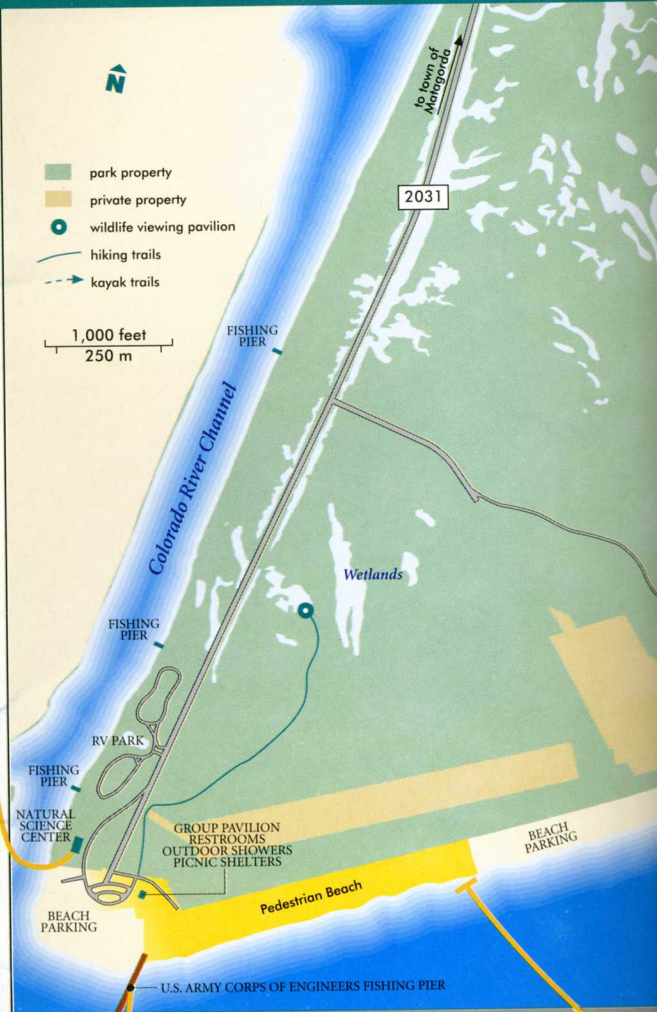 N
to town of
Matagorda
park property
private property
wildlife viewing pavilion
hiking trails
kayak trails
2031
1,000 feet
250 m
FISHING
PIER
Colorado River Channel
Wetlands
FISHING
PIER
RV PARK
FISHING
PIER
NATURAL
SCIENCE
CENTER
GROUP PAVILION
RESTROOMS
OUTDOOR SHOWERS
PICNIC SHELTERS
BEACH
PARKING
Pedestrian Beach
BEACH
PARKING
U.S. ARMY CORPS OF ENGINEERS FISHING PIER